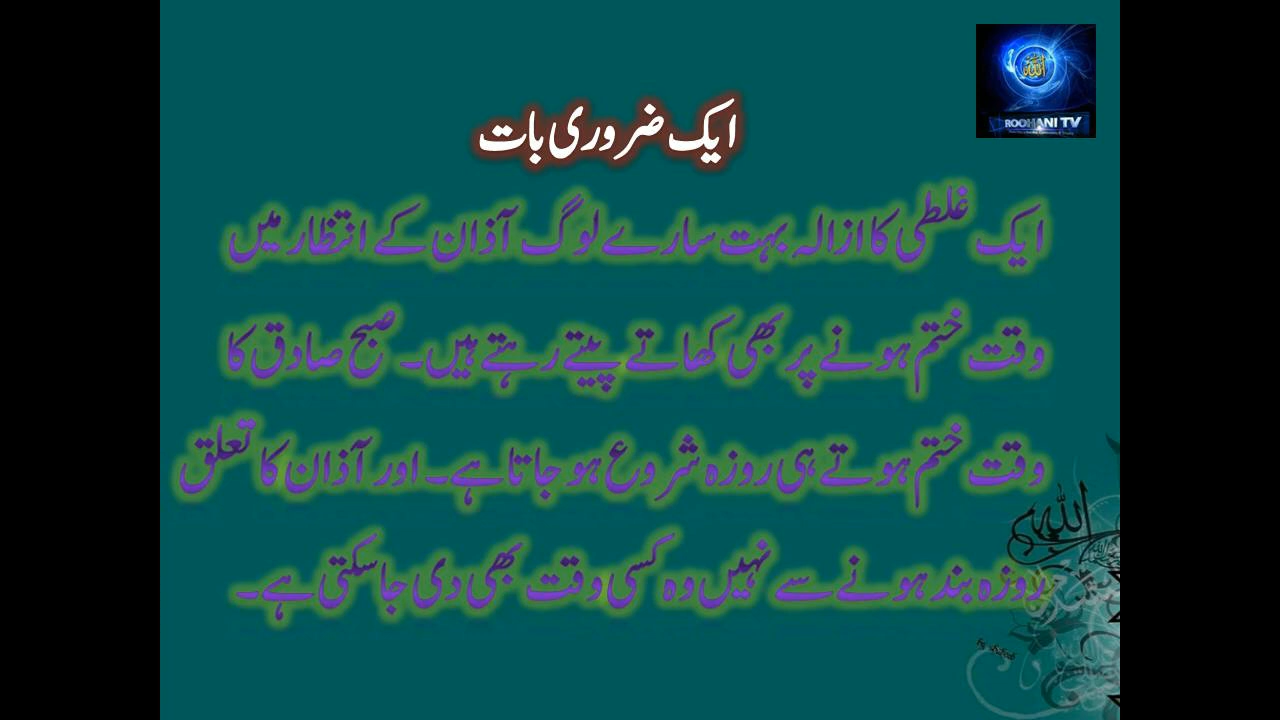 ROOHANI TV
ایک ضروری بات
ایک غلطی کا ازالہ بہت سارے لوگ آذان کے انتظار میں
وقت ختم ہونے پر بھی کھاتے پیتے رہتے ہیں۔ صبح صادق کا
وقت ختم ہوتے ہی روزہ شروع ہو جاتا ہے۔ اور آذان کا تعلق
روزہ بند ہونے سے نہیں وہ کسی وقت بھی دی جا سکتی ہے۔
الله